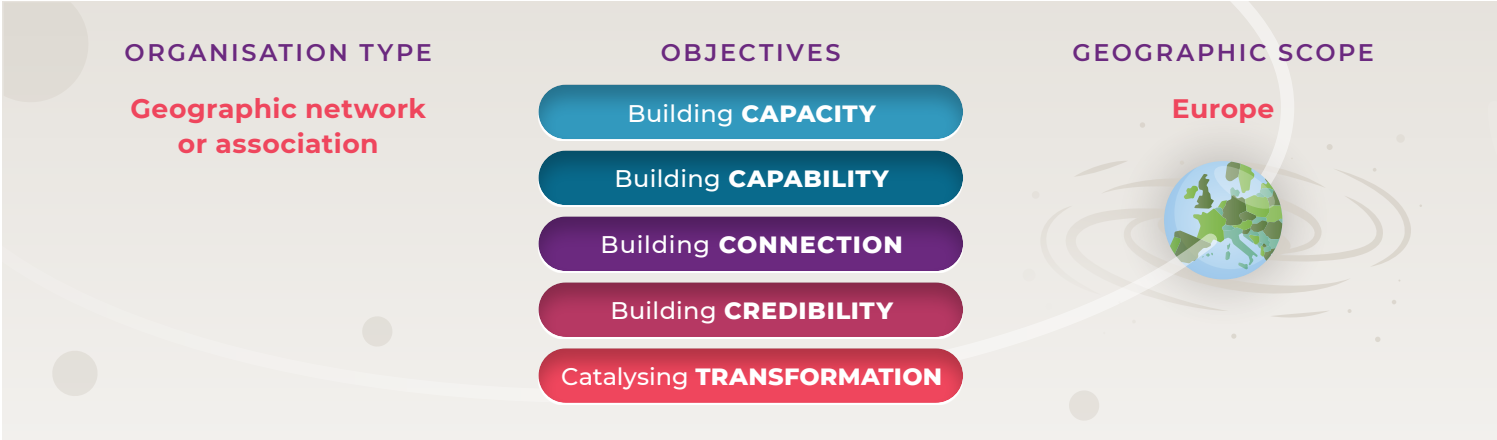 ORGANISATION TYPE
Geographic network
or association
OBJECTIVES
Building CAPACITY
Building CAPABILITY
Building CONNECTION
Building CREDIBILITY
Catalysing TRANSFORMATION
GEOGRAPHIC SCOPE
Europe